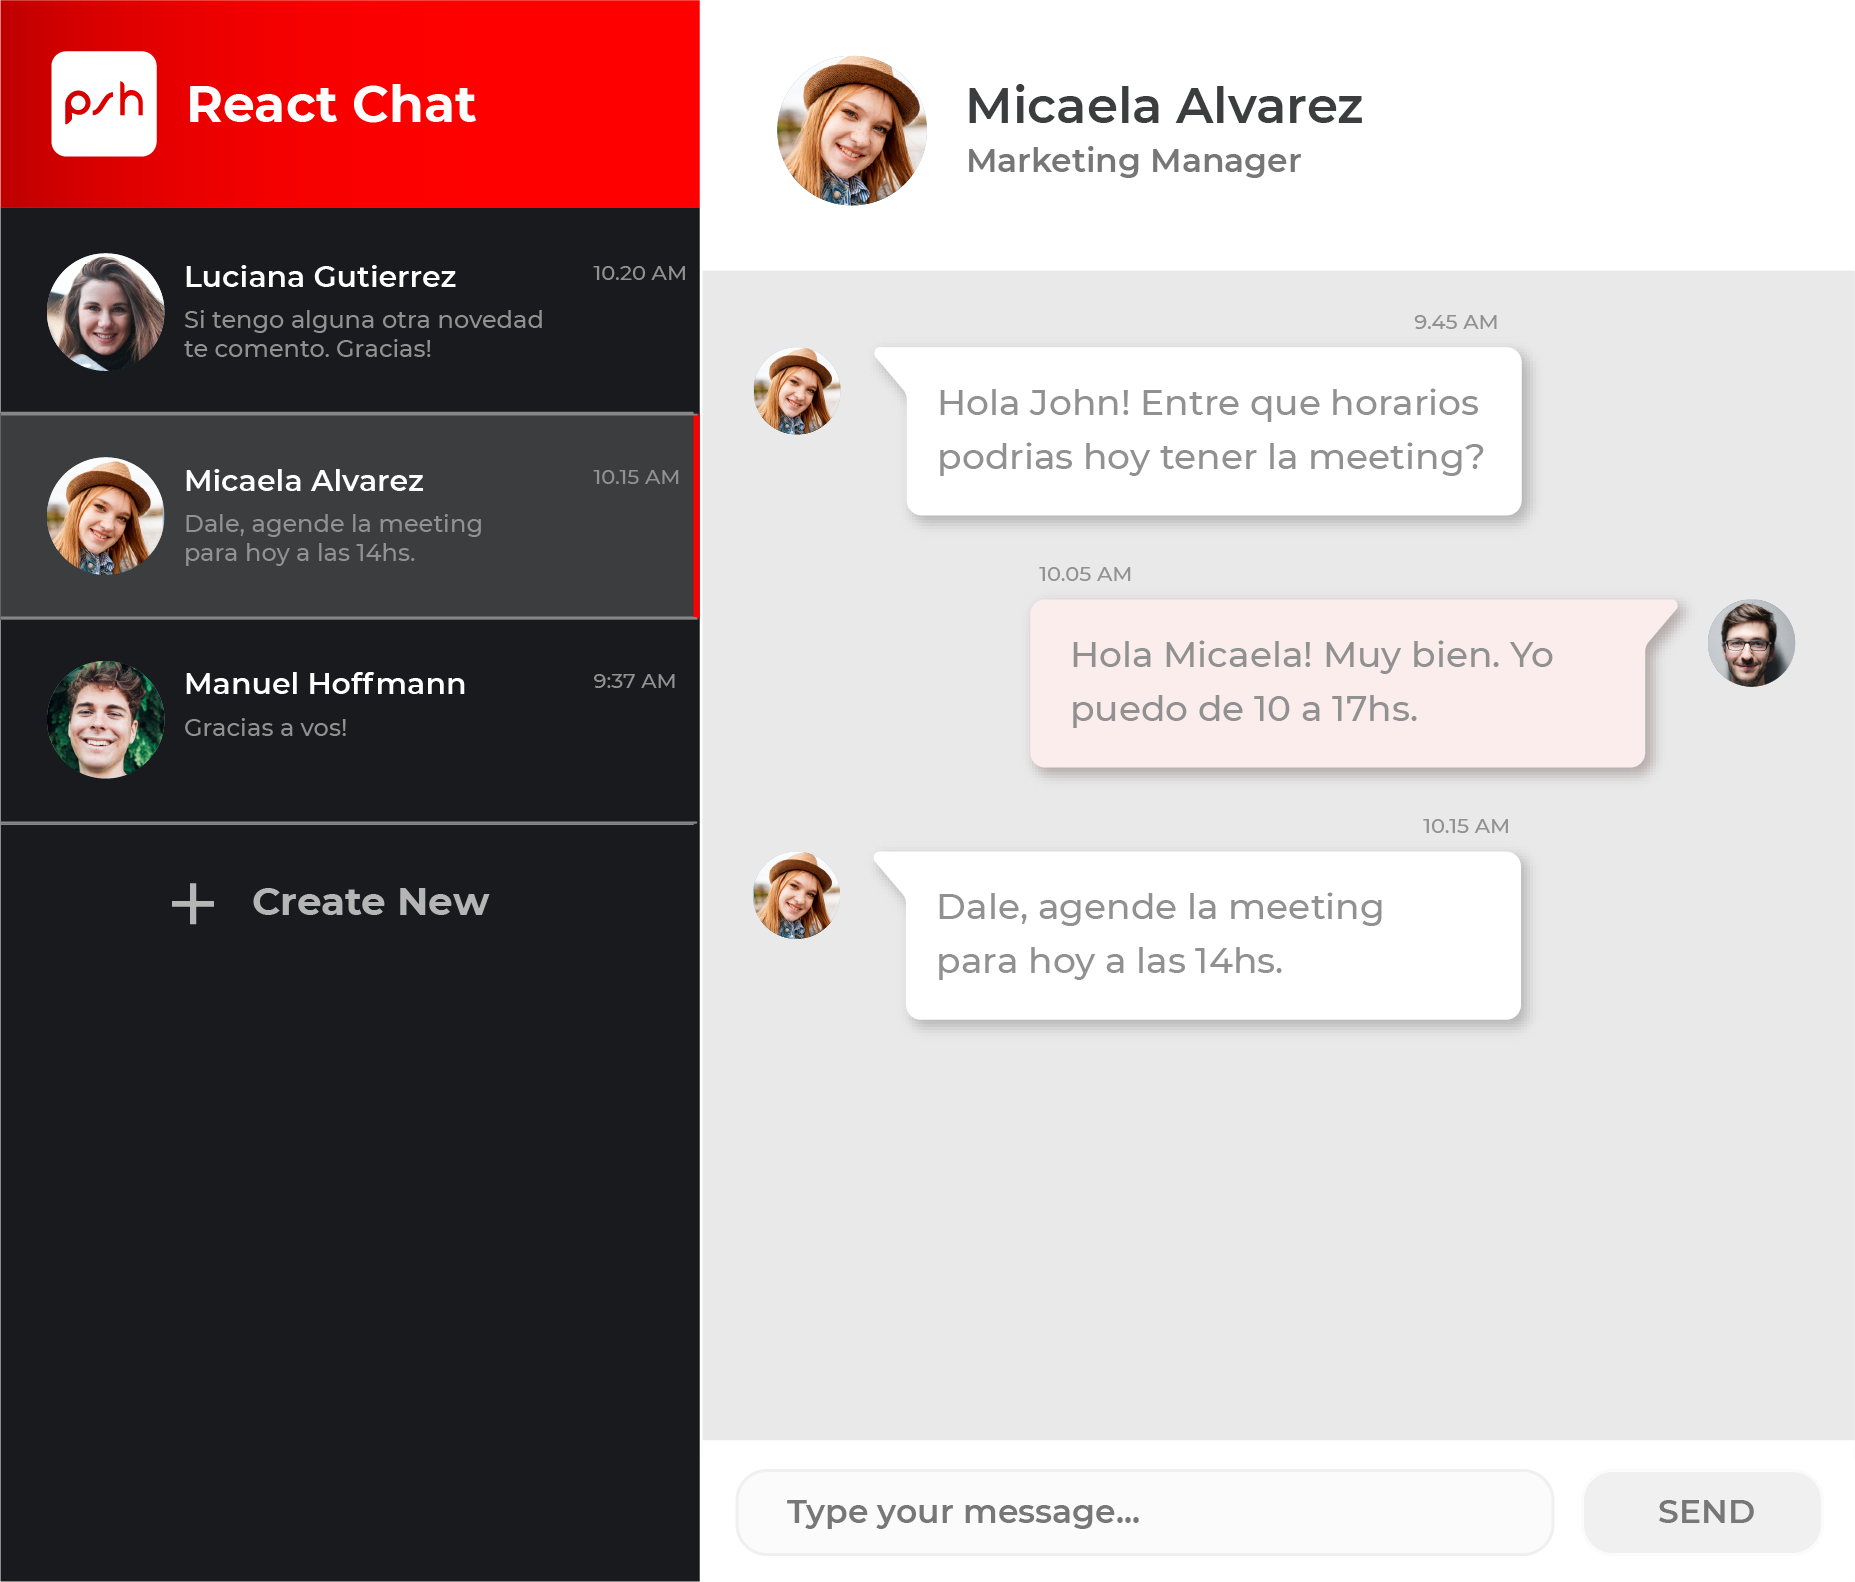 psh
React Chat
Luciana Gutierrez
10.20 AM
Si tengo alguna otra novedad
te comento. Gracias!
Micaela Alvarez
10.15 AM
Dale, agende la meeting
para hoy a las 14hs.
Manuel Hoffmann
9:37 AM
Gracias a vos!
+ Create New
Micaela Alvarez
Marketing Manager
9.45 AM
Hola John! Entre que horarios
podrias hoy tener la meeting?
10.05 AM
Hola Micaela! Muy bien. Yo
puedo de 10 a 17hs.
10.15 AM
Dale, agende la meeting
para hoy a las 14hs.
Type your message...
SEND